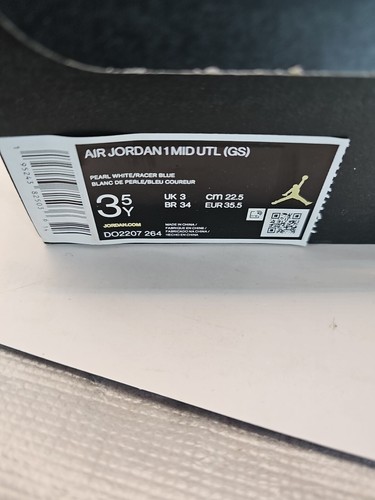 AIR JORDAN 1 MID UTL (GS)
PEARL WHITE/RACER BLUE
BLANC DE PERLE/BLEU COUREUR
3.5Y
UK 3
cm 22.5
BR 34
EUR 35.5
JORDAN.COM
MADE IN CHINA/
FABRIQUÉ EN CHINE/
FABRICADO NA CHINA/
HECHO EN CHINA
DO2207 264